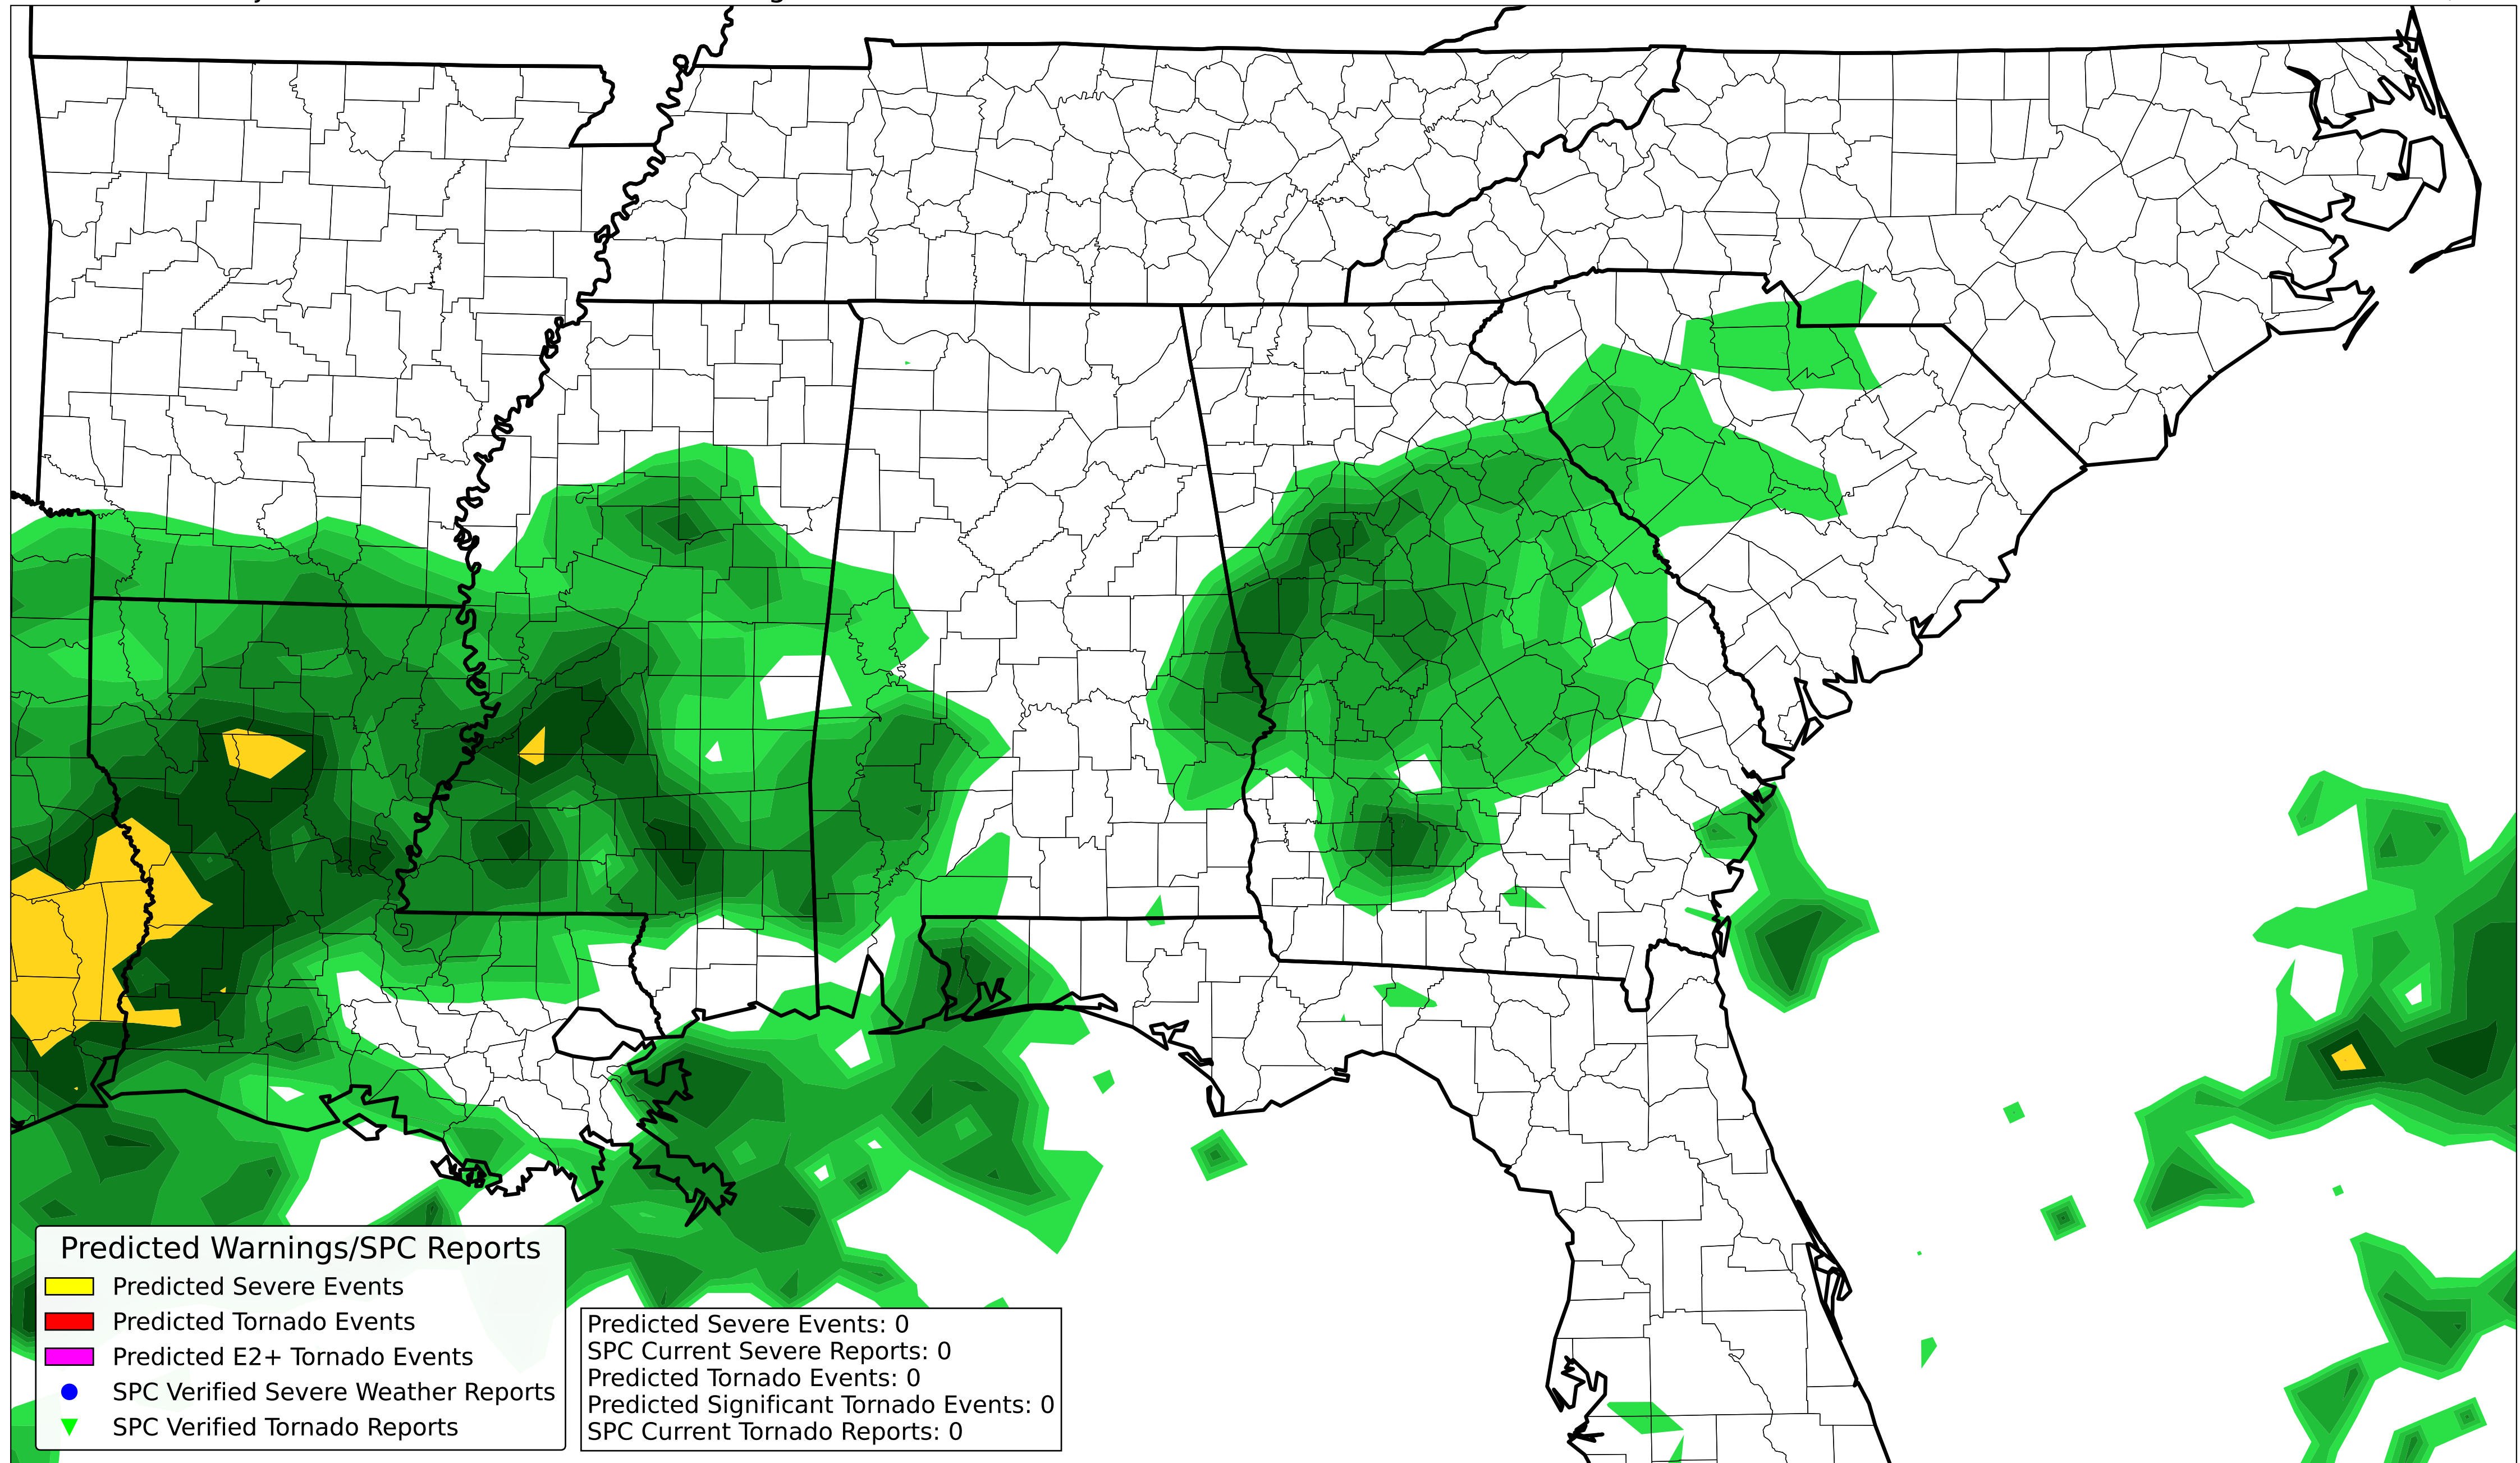 Predicted Warnings/SPC Reports
Predicted Severe Events
Predicted Tornado Events
Predicted E2+ Tornado Events
SPC Verified Severe Weather Reports
SPC Verified Tornado Reports
Predicted Severe Events: 0
SPC Current Severe Reports: 0
Predicted Tornado Events: 0
Predicted Significant Tornado Events: 0
SPC Current Tornado Reports: 0